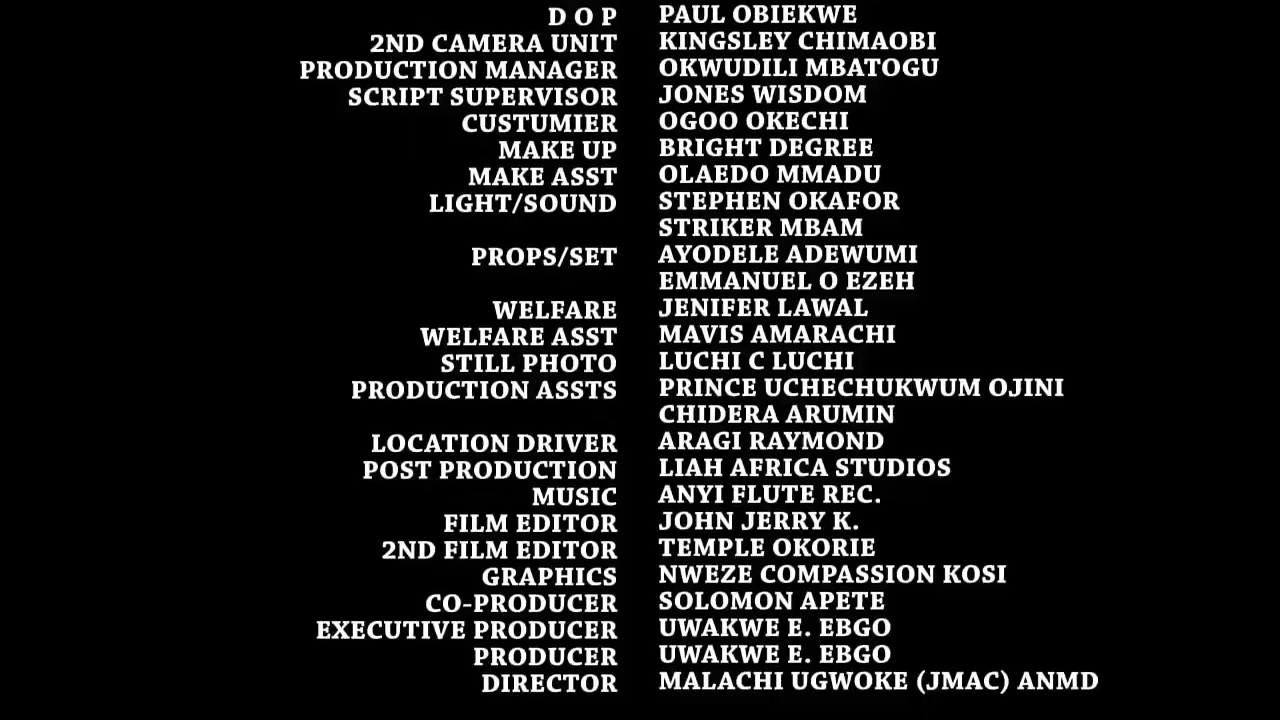 D O P PAUL OBIEKWE
2ND CAMERA UNIT KINGSLEY CHIMAOBI
PRODUCTION MANAGER OKWUDILI MBATOGU
SCRIPT SUPERVISOR JONES WISDOM
CUSTUMIER OGOO OKECHI
MAKE UP BRIGHT DEGREE
MAKE ASST OLAEDO MMADU
LIGHT/SOUND STEPHEN OKAFOR
STRIKER MBAM
PROPS/SET AYODELE ADEWUMI
EMMANUEL O EZEH
WELFARE JENIFER LAWAL
WELFARE ASST MAVIS AMARACHI
STILL PHOTO LUCHI C LUCHI
PRODUCTION ASSTS PRINCE UCHECHUKWUM OJINI
CHIDERA ARUMIN
LOCATION DRIVER ARAGI RAYMOND
POST PRODUCTION LIAH AFRICA STUDIOS
MUSIC ANYI FLUTE REC.
FILM EDITOR JOHN JERRY K.
2ND FILM EDITOR TEMPLE OKORIE
GRAPHICS NWEZE COMPASSION KOSI
CO-PRODUCER SOLOMON APETE
EXECUTIVE PRODUCER UWAKWE E. EBGO
PRODUCER UWAKWE E. EBGO
DIRECTOR MALACHI UGWOKE (JMAC) ANMD